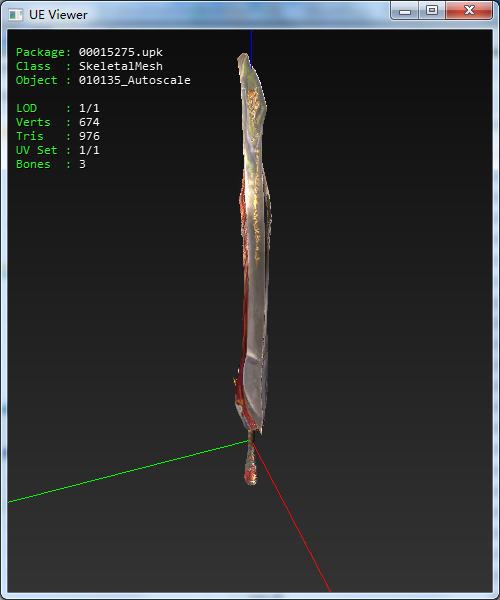 UE Viewer
Package: 00015275.upk
Class : SkeletalMesh
Object : 010135_Autoscale
LOD : 1/1
Verts : 674
Tris : 976
UV Set : 1/1
Bones : 3